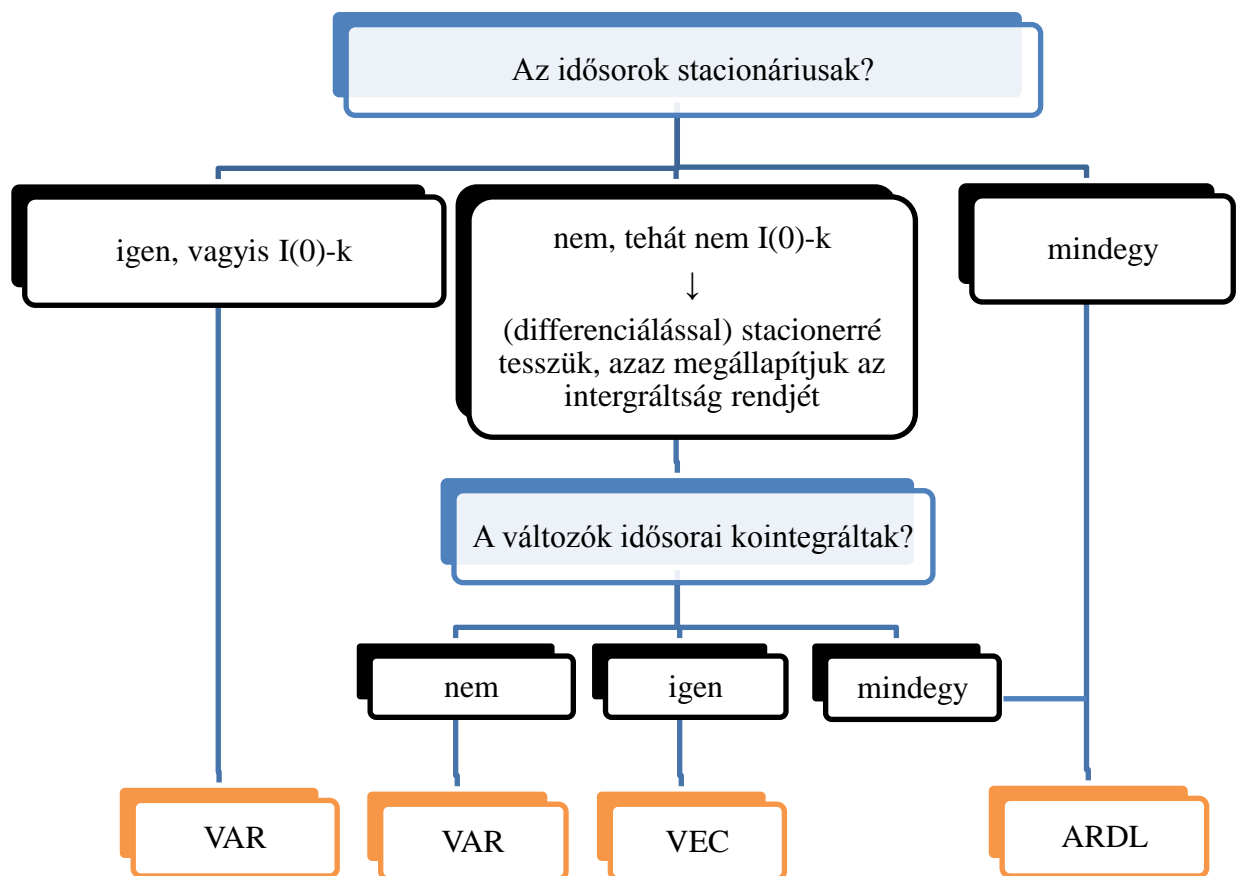 Az idősorok stacionáriusak?
igen, vagyis I(0)-k
nem, tehát nem I(0)-k
↓
(differenciálással) stacionerré
tesszük, azaz megállapítjuk az
intergráltság rendjét
mindegy
A változók idősorai kointegráltak?
nem
igen
mindegy
VAR
VAR
VEC
ARDL